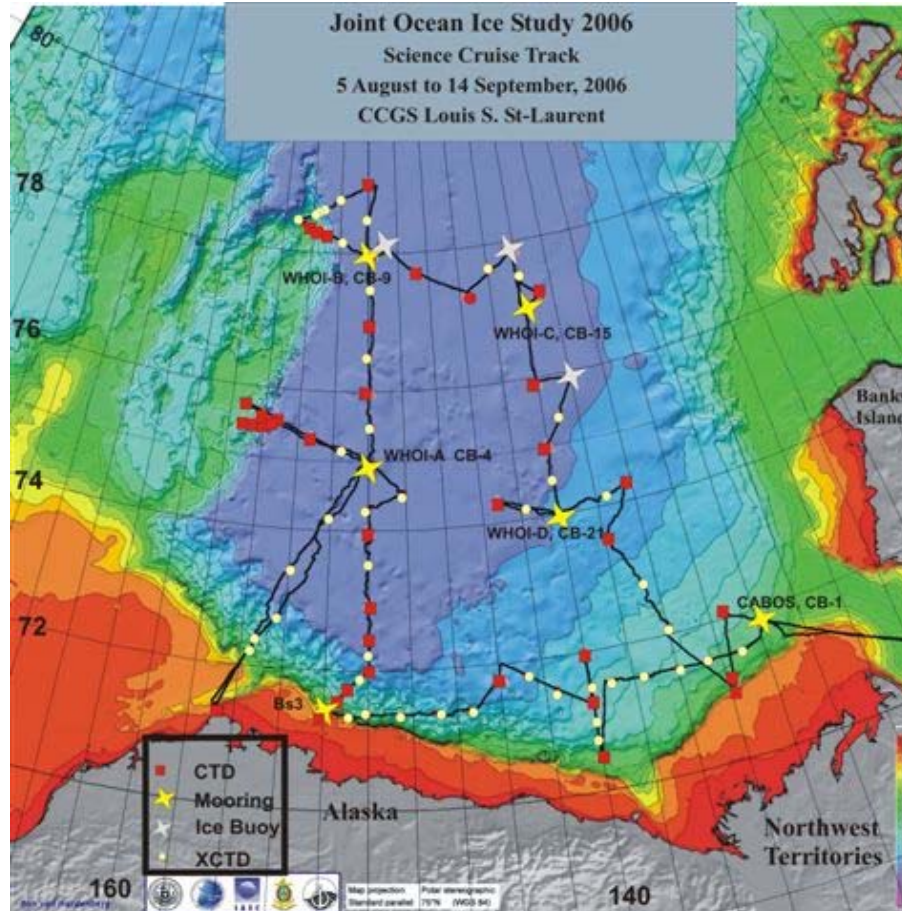 Joint Ocean Ice Study 2006
Science Cruise Track
5 August to 14 September, 2006
CCGS Louis S. St-Laurent
80°
78
WHOI-B, CB-9
76
WHOI-C, CB-15
Banks
Island
WHOI-A CB-4
74
WHOI-D, CB-21
CABOS, CB-1
72
Bs3
CTD
Mooring
Ice Buoy
XCTD
Alaska
Northwest
Territories
160
140
Map projection
Polar stereographic
Standard parallel:
75°N (WGS 84)